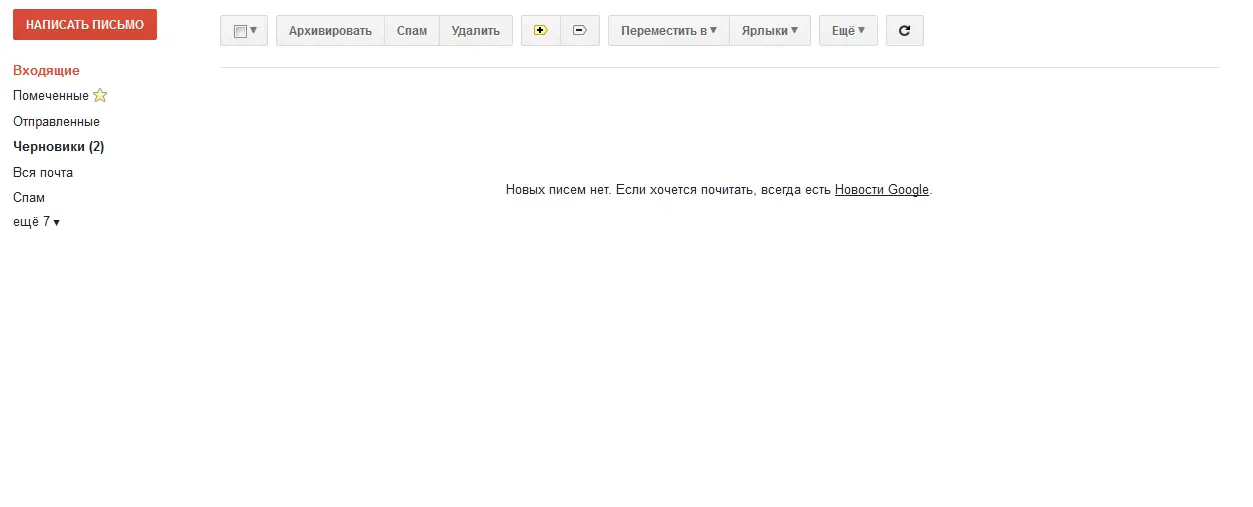 НАПИСАТЬ ПИСЬМО
Архивировать Спам Удалить Переместить в Ярлыки Ещё
Входящие
Помеченные
Отправленные
Черновики (2)
Вся почта
Новых писем нет. Если хочется почитать, всегда есть Новости Google.
Спам
ещё 7